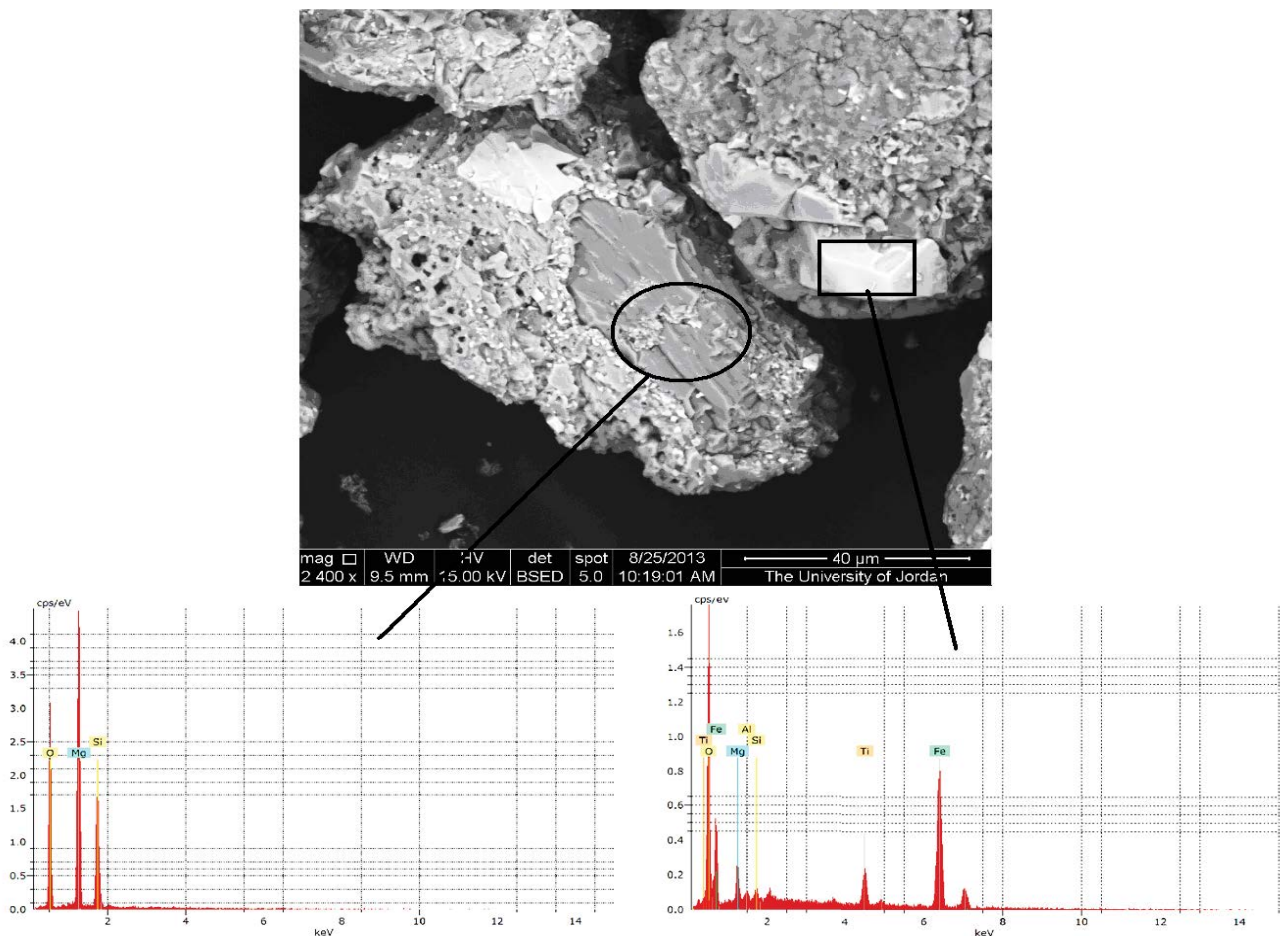 mag □ WD HV det spot 8/25/2013 40 µm
2 400 x 9.5 mm 15.00 kV BSED 5.0 10:19:01 AM The University of Jordan
cps/eV
4.0
3.5
3.0
2.5
2.0
1.5
1.0
0.5
0.0
O Mg Si
2 4 6 8 10 12 14
keV
cps/ev
1.6
1.4
1.2
1.0
0.8
0.6
0.4
0.2
0.0
Fe Al
Ti Si
O Mg Ti Fe
2 4 6 8 10 12 14
keV